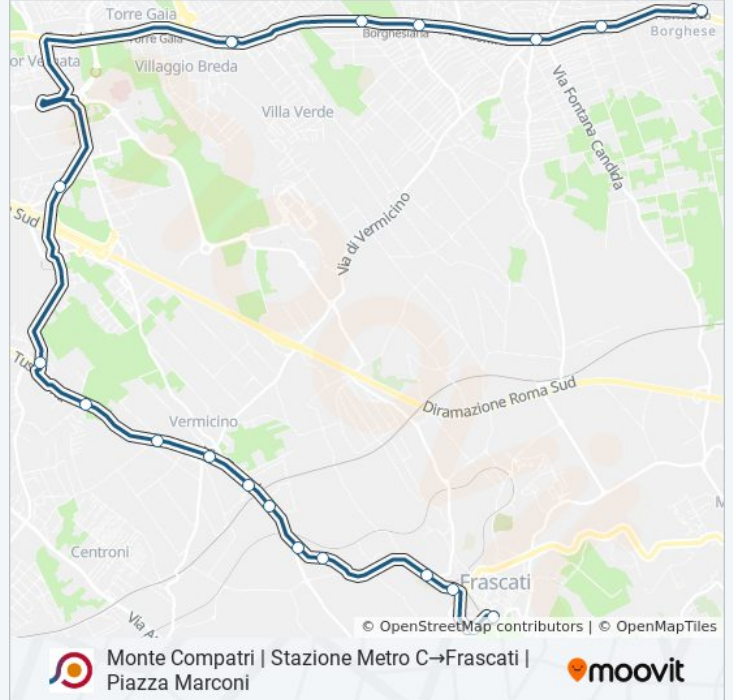 Torre Gaia
Torre Gaia
Borghesiana
Borghese
Villaggio Breda
Villa Verde
Via Fontana Candida
Via di Vermicino
Sud
Diramazione Roma Sud
Vermicino
Centroni
Frascati
© OpenStreetMap contributors | © OpenMapTiles
Monte Compatri | Stazione Metro C→Frascati |
Piazza Marconi
moovit